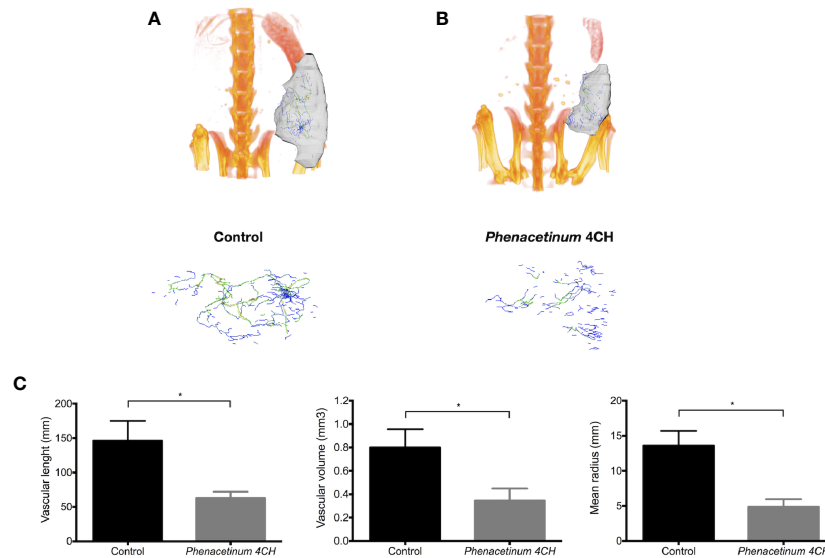 A
B
Control
Phenacetinum 4CH
C
Vascular lenght (mm)
200
150
100
50
0
*
Control
Phenacetinum 4CH
Vascular volume (mm3)
1.2
1.0
0.8
0.6
0.4
0.2
0.0
*
Control
Phenacetinum 4CH
Mean radius (mm)
20
15
10
5
0
*
Control
Phenacetinum 4CH